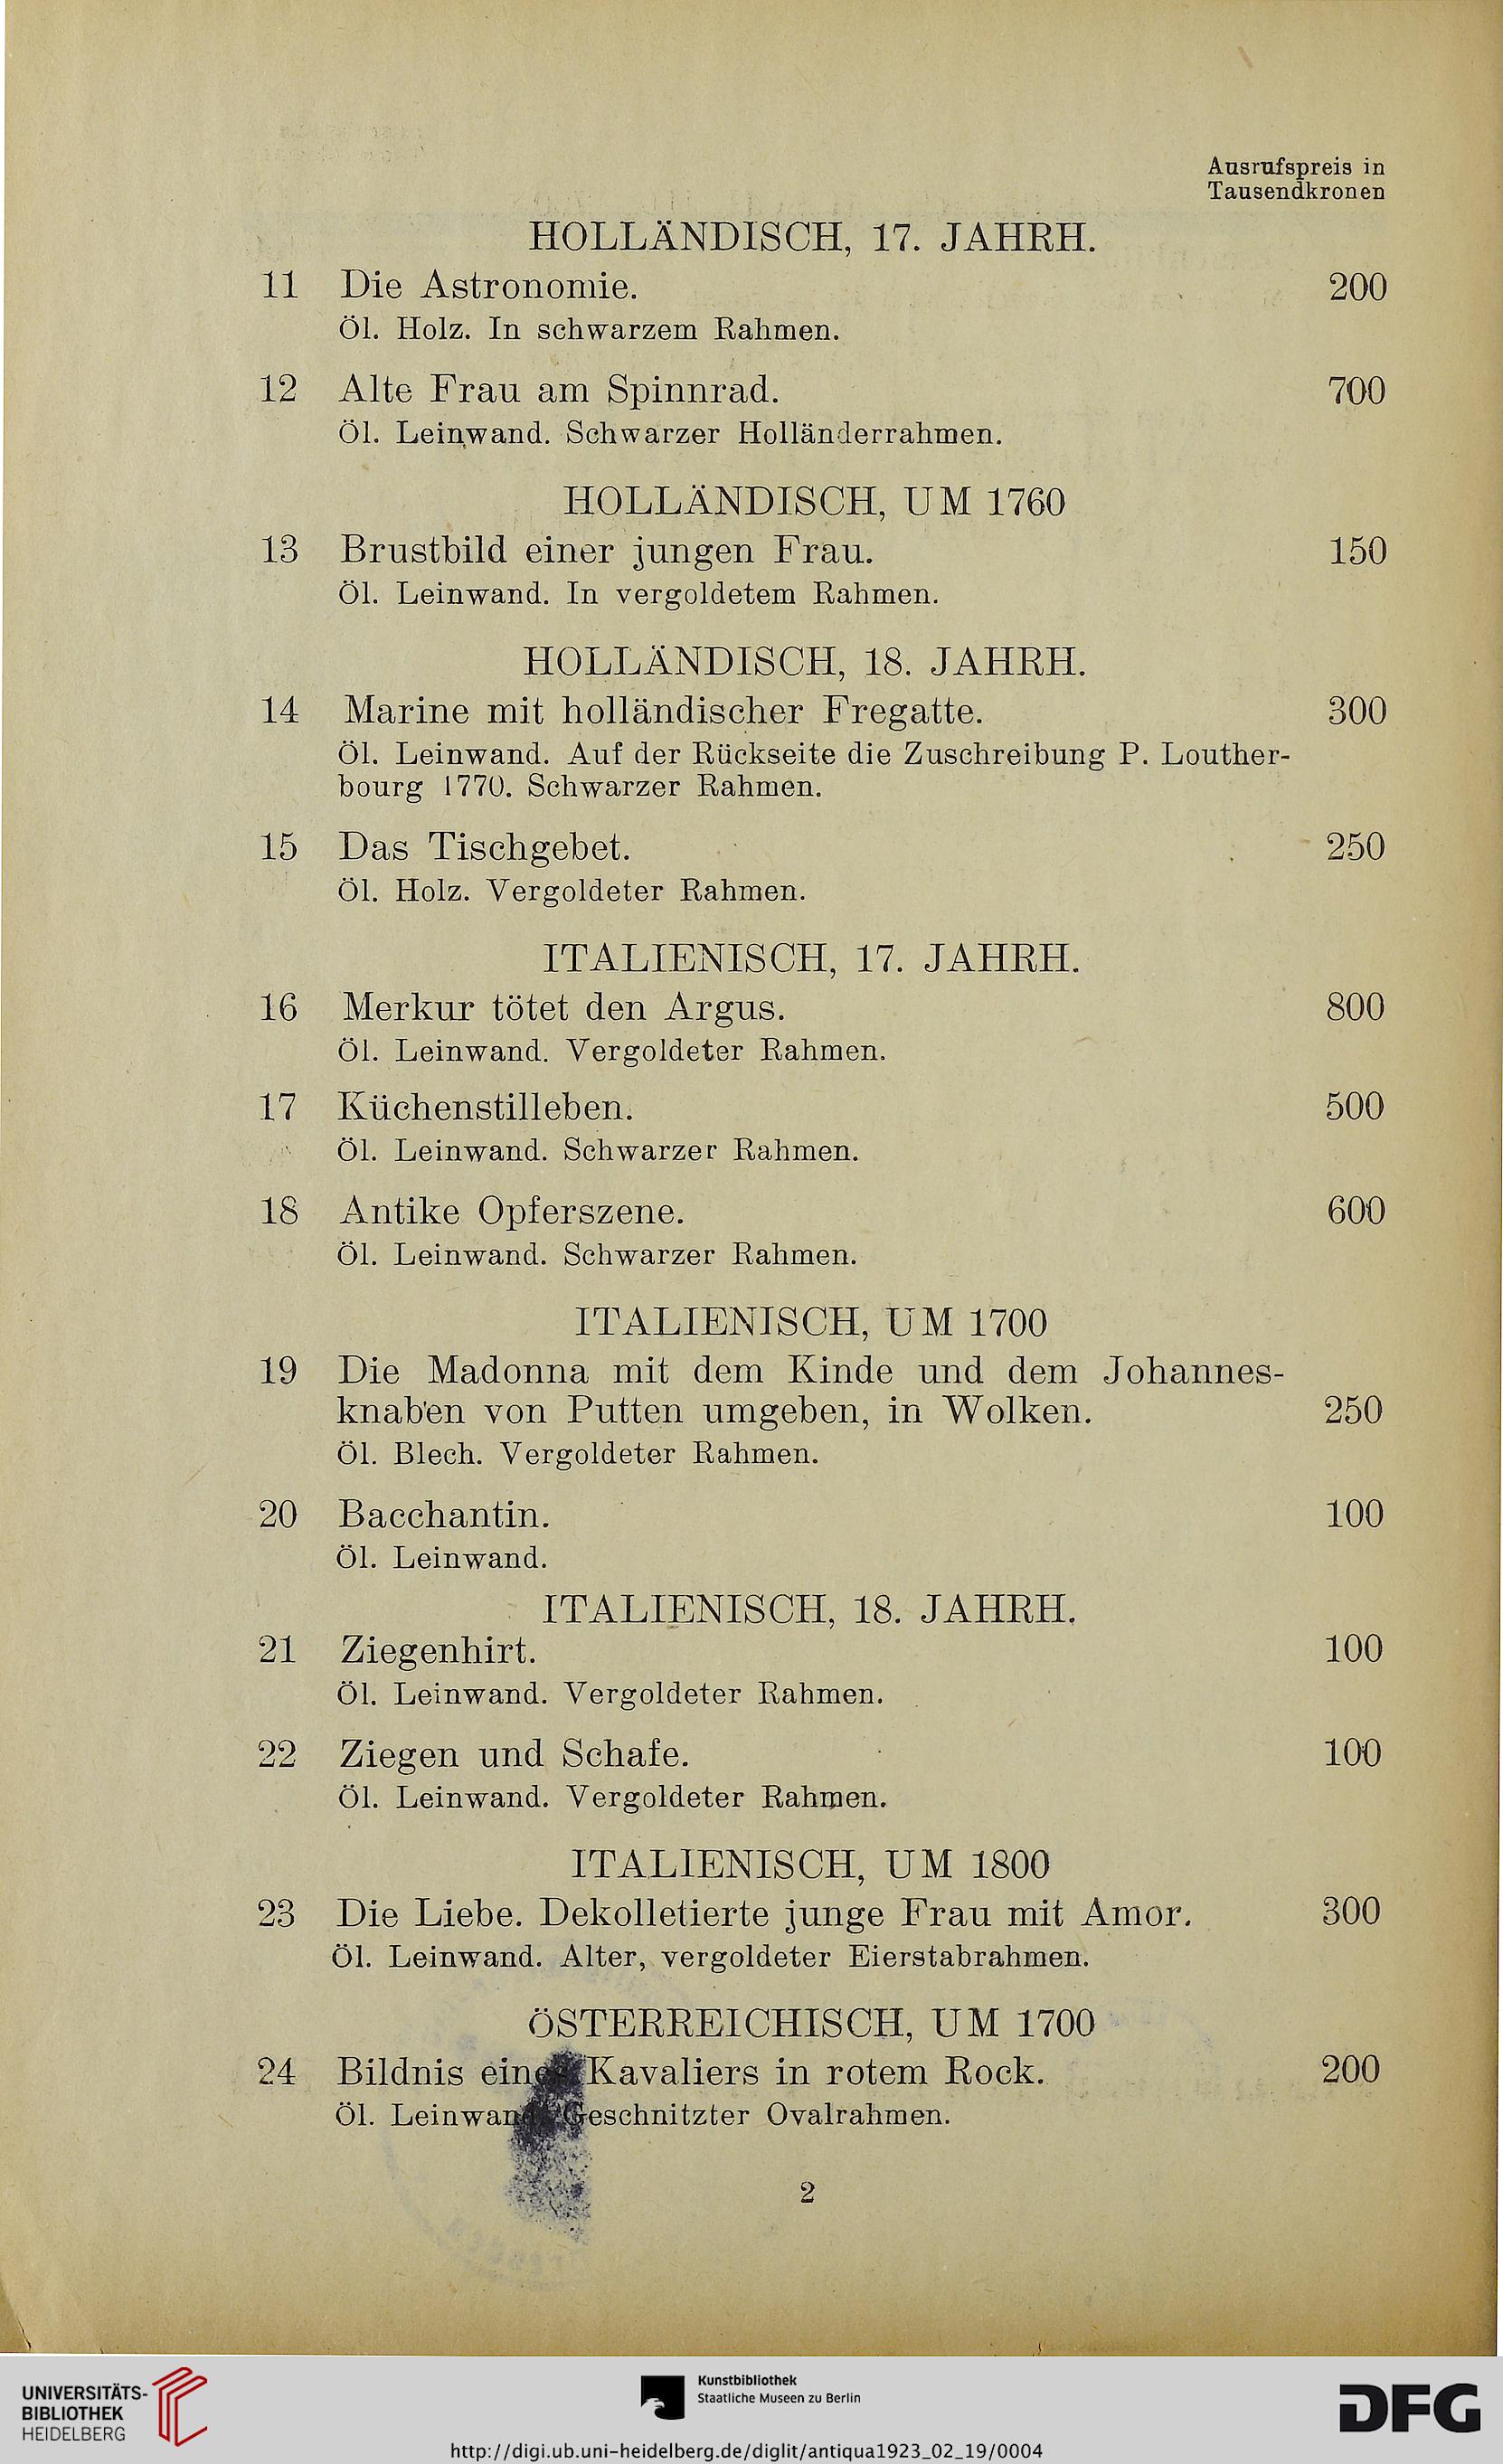 Ausrufspreis in
Tausendkronen
HOLLÄNDISCH, 17. JAHRH.
11 Die Astronomie. 200
Öl. Holz. In schwarzem Rahmen.
12 Alte Frau am Spinnrad. 700
Öl. Leinwand. Schwarzer Holländerrahmen.
HOLLÄNDISCH, UM 1760
13 Brustbild einer jungen Frau. 150
Öl. Leinwand. In vergoldetem Rahmen.
HOLLÄNDISCH, 18. JAHRH.
14 Marine mit holländischer Fregatte. 300
Öl. Leinwand. Auf der Rückseite die Zuschreibung P. Louther-
bourg 1770. Schwarzer Rahmen.
15 Das Tischgebet. 250
Öl. Holz. Vergoldeter Rahmen.
ITALIENISCH, 17. JAHRH.
16 Merkur tötet den Argus. 800
Öl. Leinwand. Vergoldeter Rahmen.
17 Küchenstilleben. 500
Öl. Leinwand. Schwarzer Rahmen.
18 Antike Opferszene. 600
Öl. Leinwand. Schwarzer Rahmen.
ITALIENISCH, UM 1700
19 Die Madonna mit dem Kinde und dem Johannes-
knaben von Putten umgeben, in Wolken. 250
Öl. Blech. Vergoldeter Rahmen.
20 Bacchantin. 100
Öl. Leinwand.
ITALIENISCH, 18. JAHRH.
21 Ziegenhirt. 100
Öl. Leinwand. Vergoldeter Rahmen.
22 Ziegen und Schafe. 100
Öl. Leinwand. Vergoldeter Rahmen.
ITALIENISCH, UM 1800
23 Die Liebe. Dekolletierte junge Frau mit Amor. 300
Öl. Leinwand. Alter, vergoldeter Eierstabrahmen.
ÖSTERREICHISCH, UM 1700
24 Bildnis eines Kavaliers in rotem Rock. 200
Öl. Leinwand. Geschnitzter Ovalrahmen.
2
UNIVERSITÄTS-
BIBLIOTHEK
HEIDELBERG
Kunstbibliothek
Staatliche Museen zu Berlin
DFG
http://digi.ub.uni-heidelberg.de/diglit/antiqua1923_02_19/0004